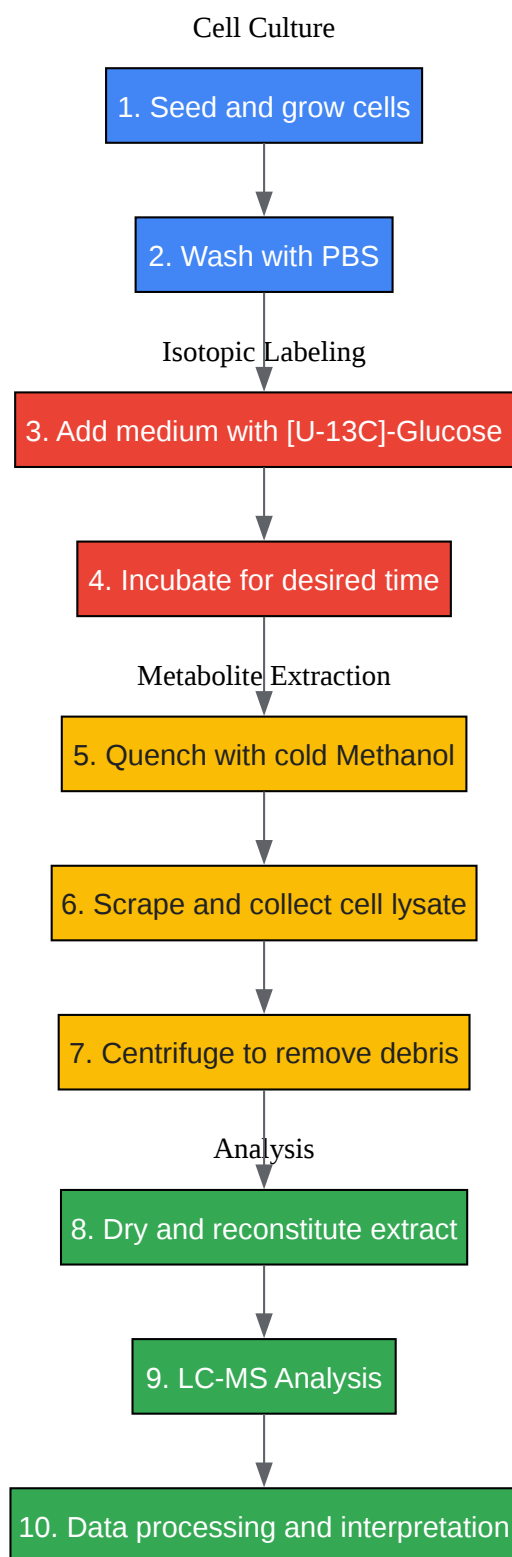 Cell Culture
1. Seed and grow cells
2. Wash with PBS
Isotopic Labeling
3. Add medium with [U-13C]-Glucose
4. Incubate for desired time
Metabolite Extraction
5. Quench with cold Methanol
6. Scrape and collect cell lysate
7. Centrifuge to remove debris
Analysis
8. Dry and reconstitute extract
9. LC-MS Analysis
10. Data processing and interpretation